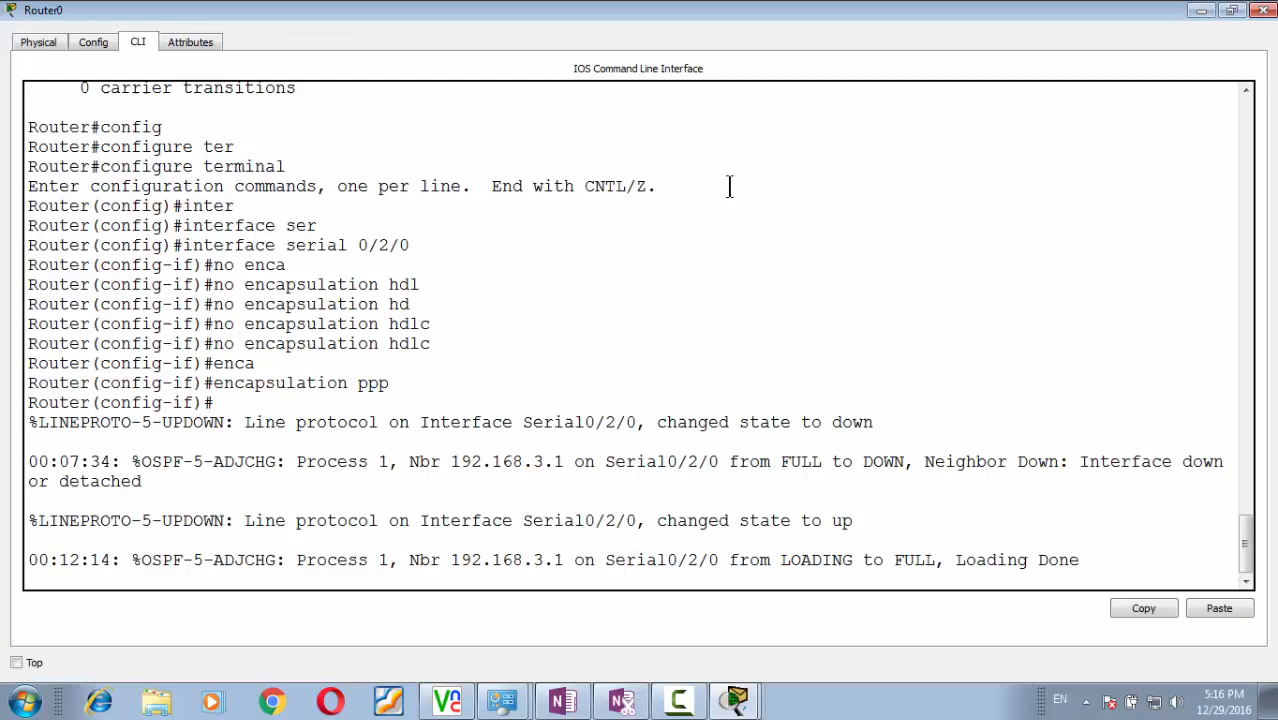 Router0
Physical
Config
CLI
Attributes
IOS Command Line Interface
0 carrier transitions
Router#config
Router#configure ter
Router#configure terminal
Enter configuration commands, one per line.  End with CNTL/Z.
Router(config)#inter
Router(config)#interface ser
Router(config)#interface serial 0/2/0
Router(config-if)#no enca
Router(config-if)#no encapsulation hdl
Router(config-if)#no encapsulation hd
Router(config-if)#no encapsulation hdlc
Router(config-if)#no encapsulation hdlc
Router(config-if)#enca
Router(config-if)#encapsulation ppp
Router(config-if)#
%LINEPROTO-5-UPDOWN: Line protocol on Interface Serial0/2/0, changed state to down
00:07:34: %OSPF-5-ADJCHG: Process 1, Nbr 192.168.3.1 on Serial0/2/0 from FULL to DOWN, Neighbor Down: Interface down
or detached
%LINEPROTO-5-UPDOWN: Line protocol on Interface Serial0/2/0, changed state to up
00:12:14: %OSPF-5-ADJCHG: Process 1, Nbr 192.168.3.1 on Serial0/2/0 from LOADING to FULL, Loading Done
Copy
Paste
Top
EN
5:16 PM
12/29/2016